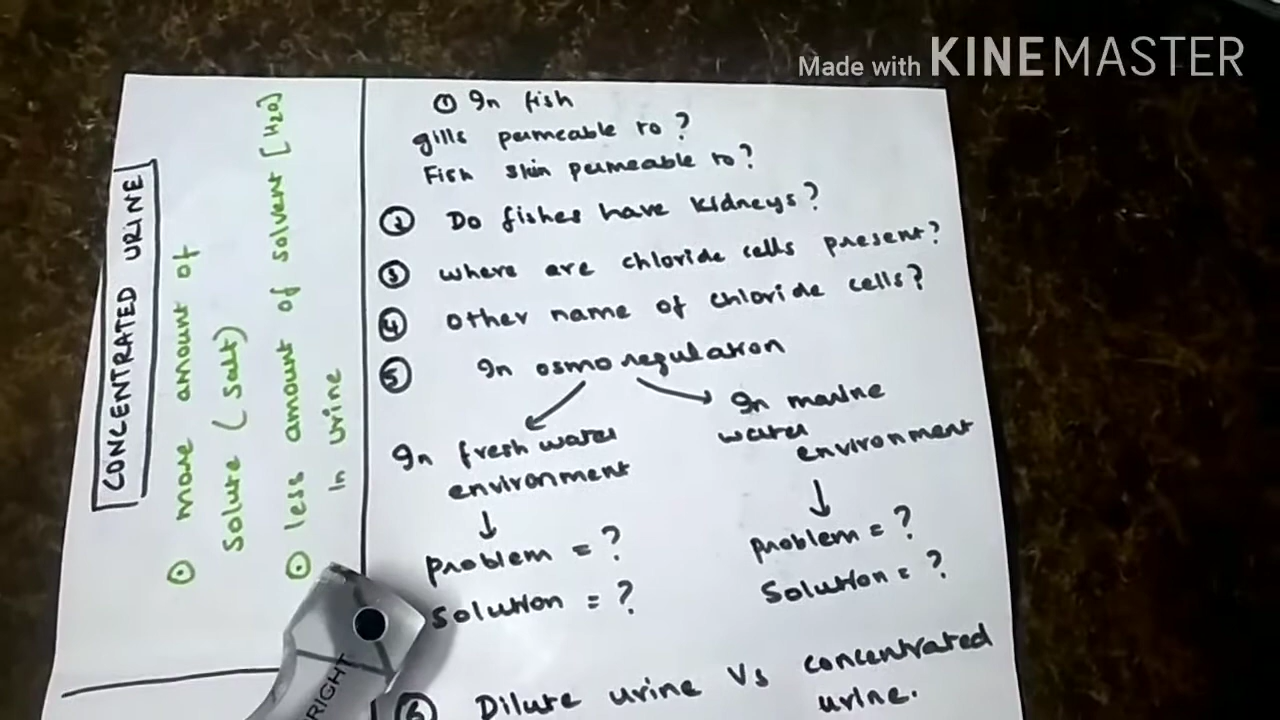 Made with KINEMASTER
CONCENTRATED URINE
more amount of
solute (salt)
less amount of solvent [H2O]
In urine
① In fish
gills permeable to?
Fish skin permeable to?
② Do fishes have kidneys?
③ where are chloride cells present?
④ other name of chloride cells?
⑤ In osmoregulation
In fresh water
environment
problem = ?
solution = ?
In marine
water
environment
problem = ?
Solution = ?
⑥ Dilute urine Vs concentrated
urine.
RIGHT